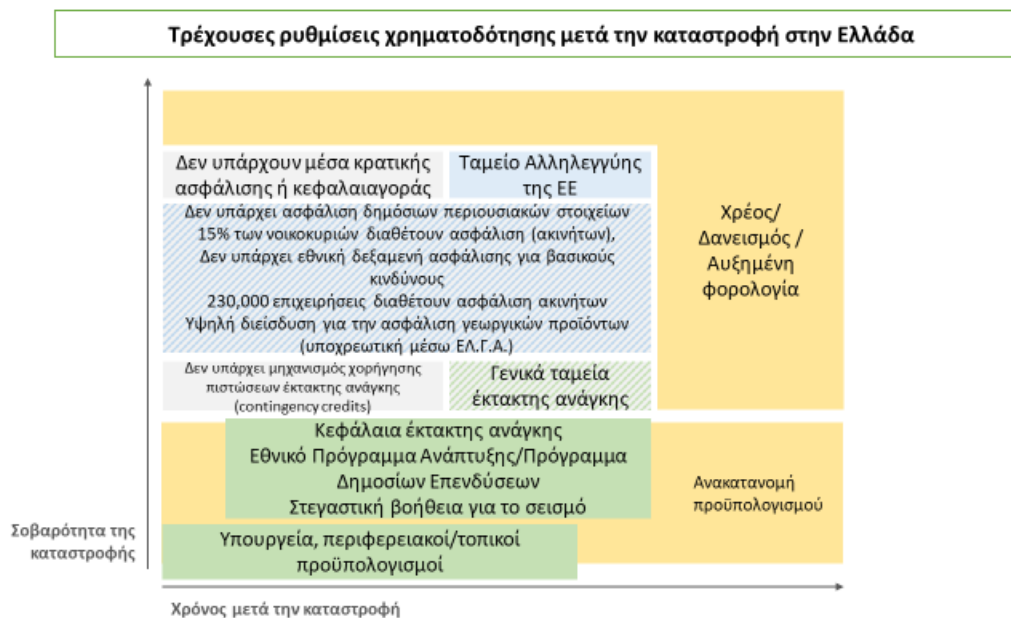 Τρέχουσες ρυθμίσεις χρηματοδότησης μετά την καταστροφή στην Ελλάδα
Δεν υπάρχουν μέσα κρατικής
ασφάλισης ή κεφαλαιαγοράς
Ταμείο Αλληλεγγύης
της ΕΕ
Δεν υπάρχει ασφάλιση δημόσιων περιουσιακών στοιχείων
15% των νοικοκυριών διαθέτουν ασφάλιση (ακινήτων),
Δεν υπάρχει εθνική δεξαμενή ασφάλισης για βασικούς
κινδύνους
230,000 επιχειρήσεις διαθέτουν ασφάλιση ακινήτων
Υψηλή διείσδυση για την ασφάλιση γεωργικών προϊόντων
(υποχρεωτική μέσω ΕΛ.Γ.Α.)
Χρέος/
Δανεισμός /
Αυξημένη
φορολογία
Δεν υπάρχει μηχανισμός χορήγησης
πιστώσεων έκτακτης ανάγκης
(contingency credits)
Γενικά ταμεία
έκτακτης ανάγκης
Κεφάλαια έκτακτης ανάγκης
Εθνικό Πρόγραμμα Ανάπτυξης/Πρόγραμμα
Δημοσίων Επενδύσεων
Στεγαστική βοήθεια για το σεισμό
Ανακατανομή
προϋπολογισμού
Υπουργεία, περιφερειακοί/τοπικοί
προϋπολογισμοί
Σοβαρότητα της
καταστροφής
Χρόνος μετά την καταστροφή